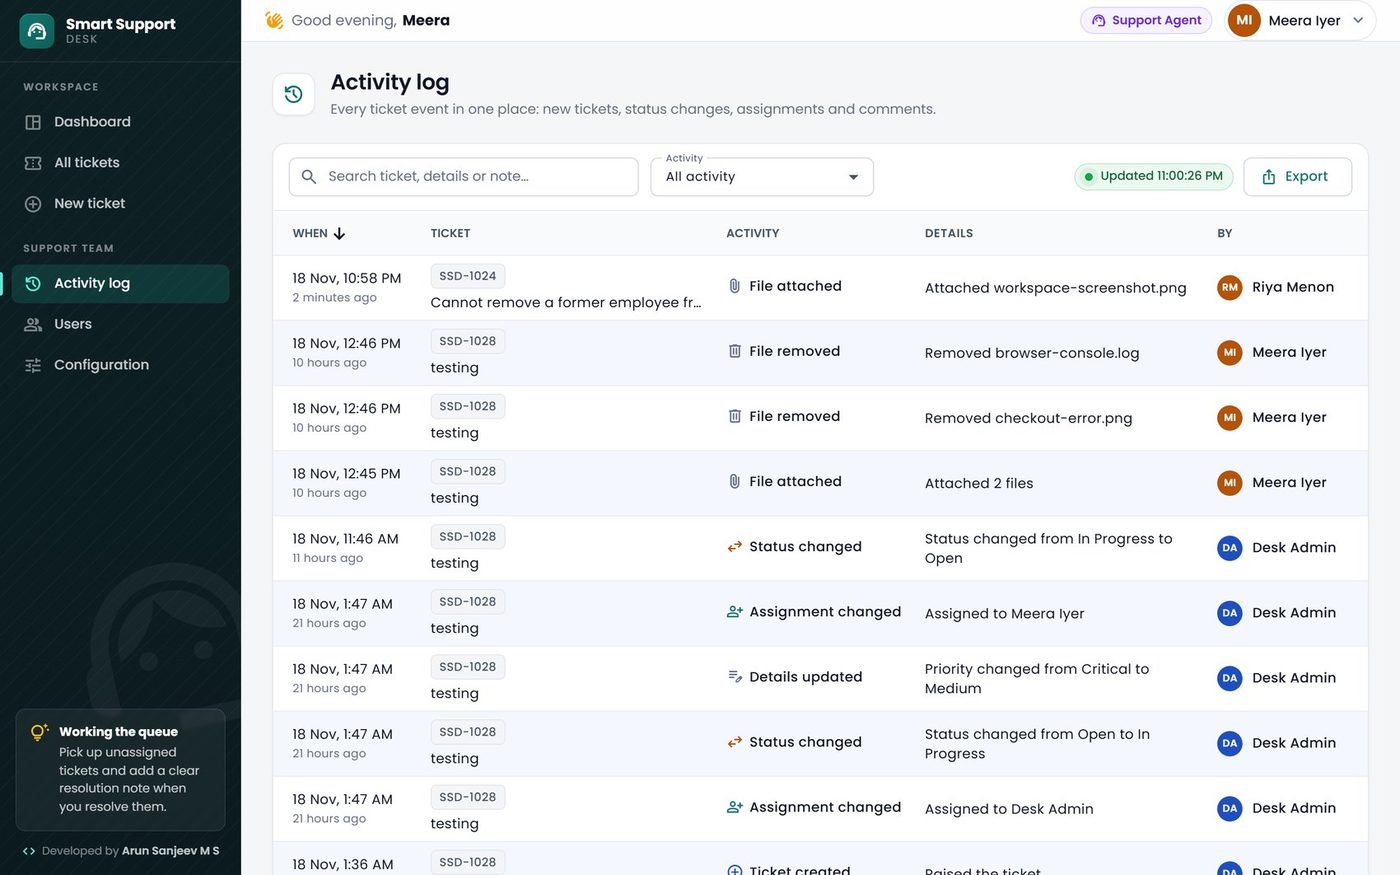 Smart Support
DESK
WORKSPACE
Dashboard
All tickets
New ticket
SUPPORT TEAM
Activity log
Users
Configuration
Working the queue
Pick up unassigned
tickets and add a clear
resolution note when
you resolve them.
Developed by Arun Sanjeev M S
Good evening, Meera
Support Agent
MI Meera Iyer
Activity log
Every ticket event in one place: new tickets, status changes, assignments and comments.
Search ticket, details or note...
Activity
All activity
Updated 11:00:26 PM
Export
WHEN TICKET ACTIVITY DETAILS BY
18 Nov, 10:58 PM
2 minutes ago
SSD-1024
Cannot remove a former employee fr...
File attached
Attached workspace-screenshot.png
RM Riya Menon
18 Nov, 12:46 PM
10 hours ago
SSD-1028
testing
File removed
Removed browser-console.log
MI Meera Iyer
18 Nov, 12:46 PM
10 hours ago
SSD-1028
testing
File removed
Removed checkout-error.png
MI Meera Iyer
18 Nov, 12:45 PM
10 hours ago
SSD-1028
testing
File attached
Attached 2 files
MI Meera Iyer
18 Nov, 11:46 AM
11 hours ago
SSD-1028
testing
Status changed
Status changed from In Progress to
Open
DA Desk Admin
18 Nov, 1:47 AM
21 hours ago
SSD-1028
testing
Assignment changed
Assigned to Meera Iyer
DA Desk Admin
18 Nov, 1:47 AM
21 hours ago
SSD-1028
testing
Details updated
Priority changed from Critical to
Medium
DA Desk Admin
18 Nov, 1:47 AM
21 hours ago
SSD-1028
testing
Status changed
Status changed from Open to In
Progress
DA Desk Admin
18 Nov, 1:47 AM
21 hours ago
SSD-1028
testing
Assignment changed
Assigned to Desk Admin
DA Desk Admin
18 Nov, 1:36 AM
SSD-1028
Ticket created
Raised the ticket
DA Desk Admin